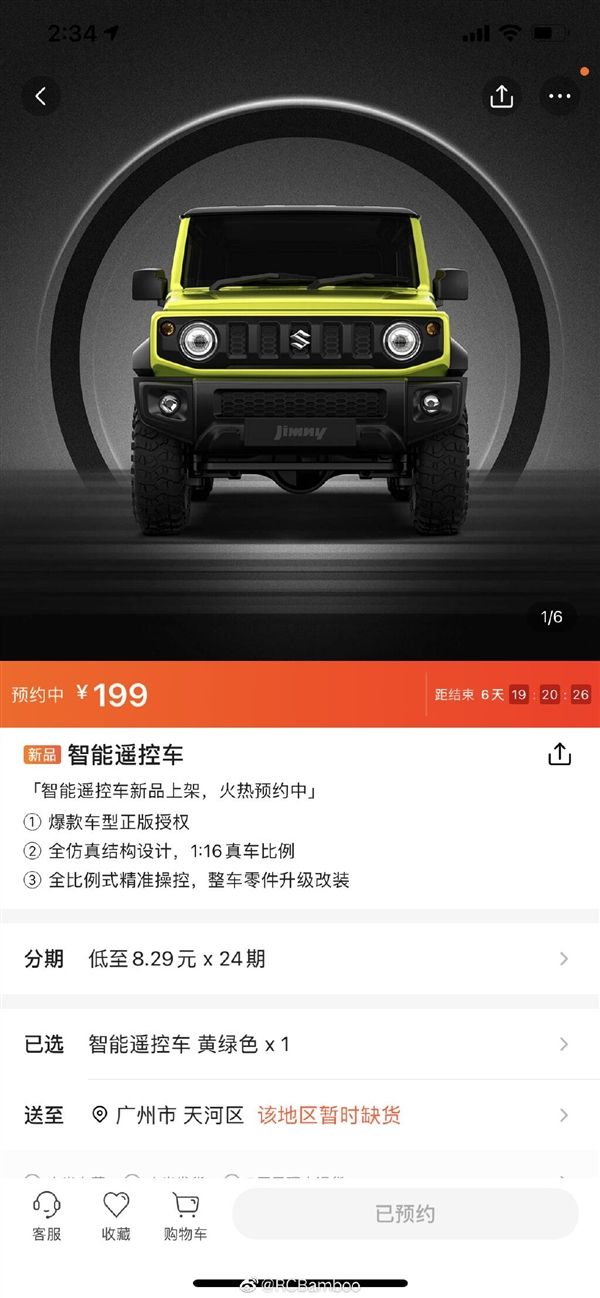 2:34
Jimny
1/6
预约中 ¥199
距结束 6天 19:20:26
新品 智能遥控车
「智能遥控车新品上架，火热预约中」
① 爆款车型正版授权
② 全仿真结构设计，1:16真车比例
③ 全比例式精准操控，整车零件升级改装
分期 低至8.29元 x 24期
已选 智能遥控车 黄绿色 x 1
送至 广州市 天河区 该地区暂时缺货
客服 收藏 购物车 已预约
@RCBamboo